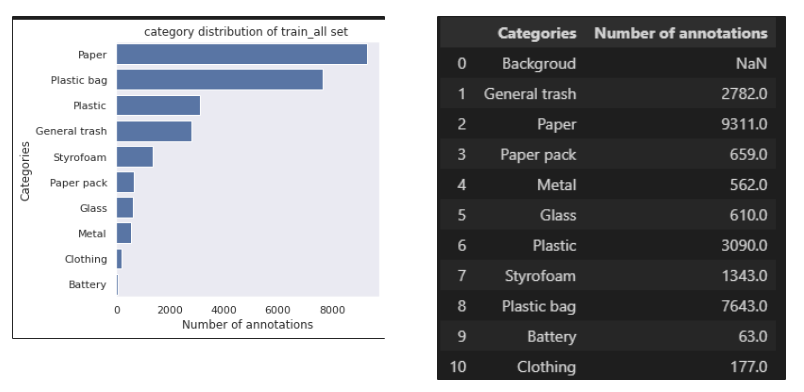 category distribution of train_all set
Categories
Paper
Plastic bag
Plastic
General trash
Styrofoam
Paper pack
Glass
Metal
Clothing
Battery
0 2000 4000 6000 8000
Number of annotations
Categories Number of annotations
0 Backgroud NaN
1 General trash 2782.0
2 Paper 9311.0
3 Paper pack 659.0
4 Metal 562.0
5 Glass 610.0
6 Plastic 3090.0
7 Styrofoam 1343.0
8 Plastic bag 7643.0
9 Battery 63.0
10 Clothing 177.0